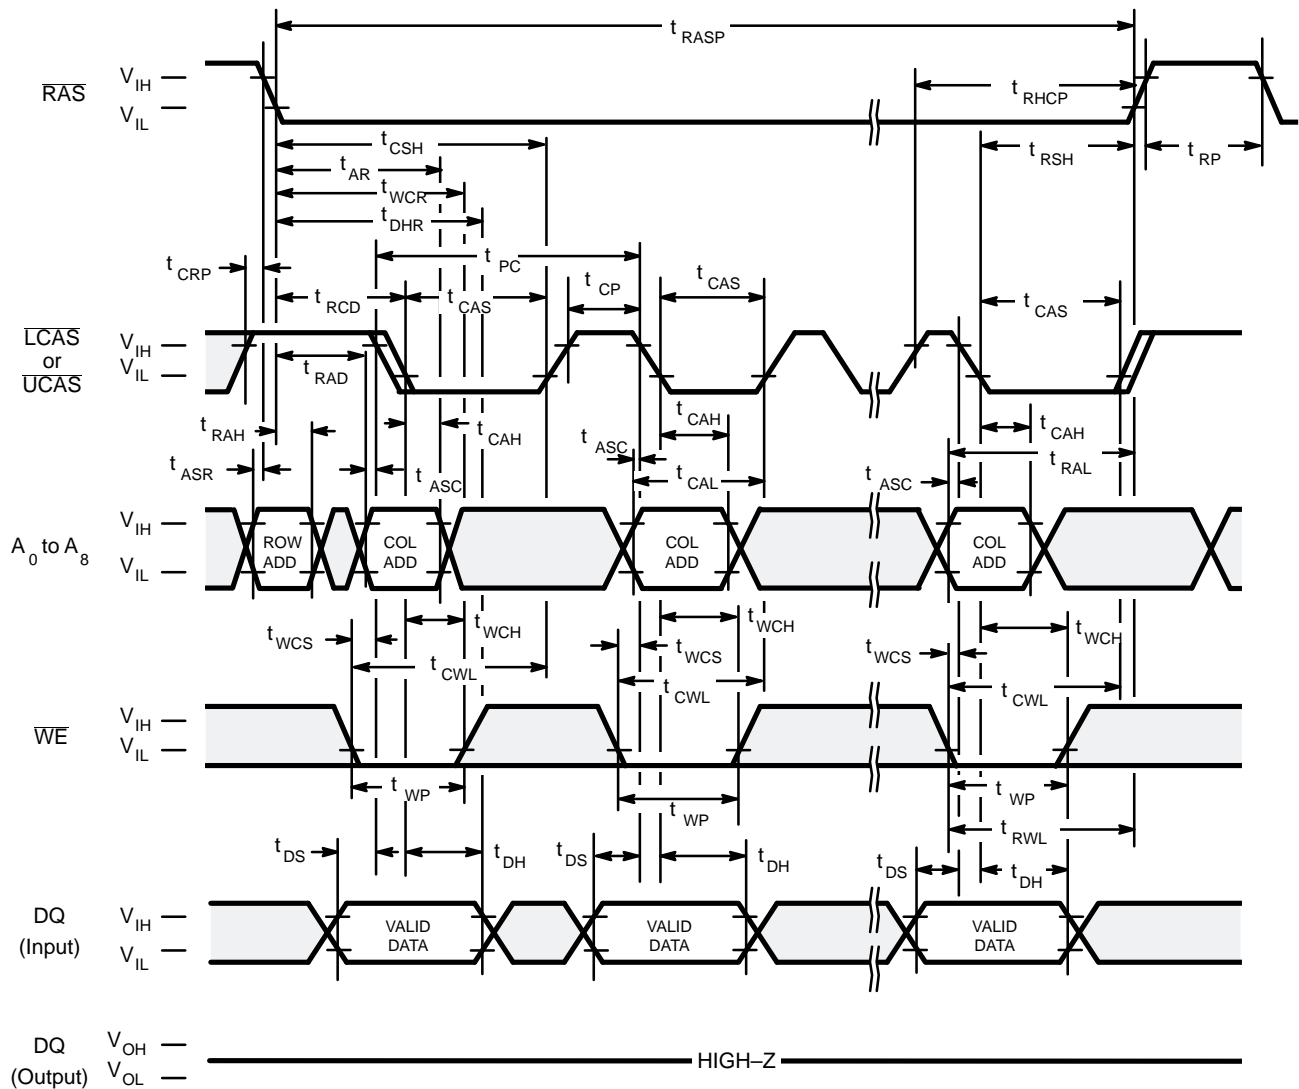 t RASP
RAS
V IH
V IL
t RHCP
t CSH
t RSH
t RP
t AR
t WCR
t DHR
t CRP
t PC
t CP
t CAS
t RCD
t CAS
t CAS
LCAS
or
UCAS
V IH
V IL
t RAD
t RAH
t CAH
t CAH
t CAH
t ASR
t ASC
t ASC
t CAL
t ASC
t RAL
A 0 to A 8
V IH
V IL
ROW
ADD
COL
ADD
COL
ADD
COL
ADD
t WCS
t WCH
t WCH
t WCH
t CWL
t WCS
t WCS
t CWL
t CWL
WE
V IH
V IL
t WP
t WP
t WP
t RWL
t DS
t DH
t DS
t DH
t DS
t DH
DQ
(Input)
V IH
V IL
VALID
DATA
VALID
DATA
VALID
DATA
DQ
(Output)
V OH
V OL
HIGH–Z